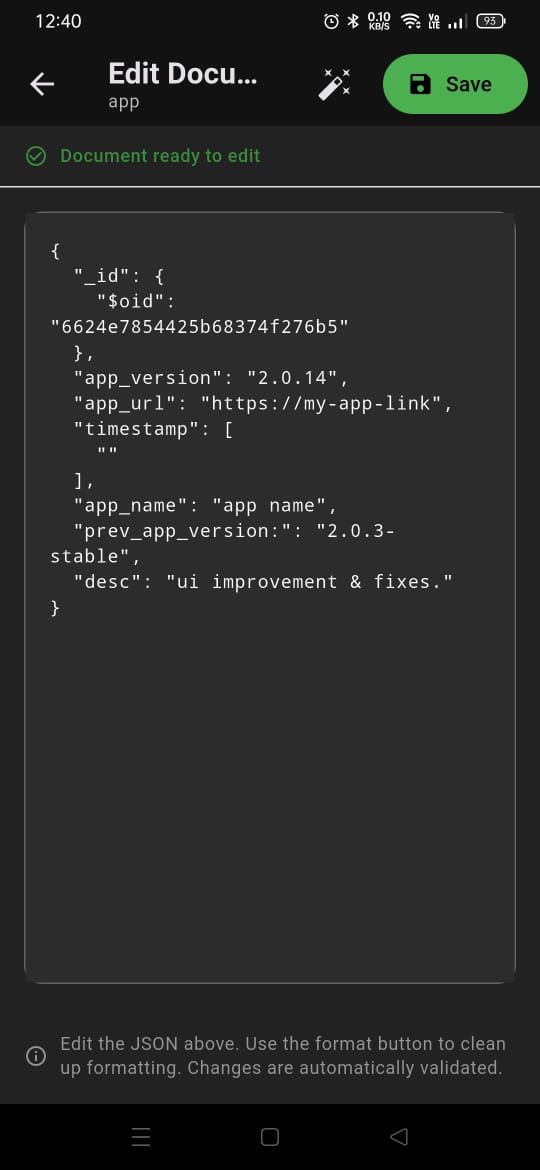 12:40
0.10 KB/S
Vo LTE
93
Edit Docu...
app
Save
Document ready to edit
{
  "_id": {
    "$oid":
"6624e7854425b68374f276b5"
  },
  "app_version": "2.0.14",
  "app_url": "https://my-app-link",
  "timestamp": [
    ""
  ],
  "app_name": "app name",
  "prev_app_version:": "2.0.3-
stable",
  "desc": "ui improvement & fixes."
}
Edit the JSON above. Use the format button to clean
up formatting. Changes are automatically validated.